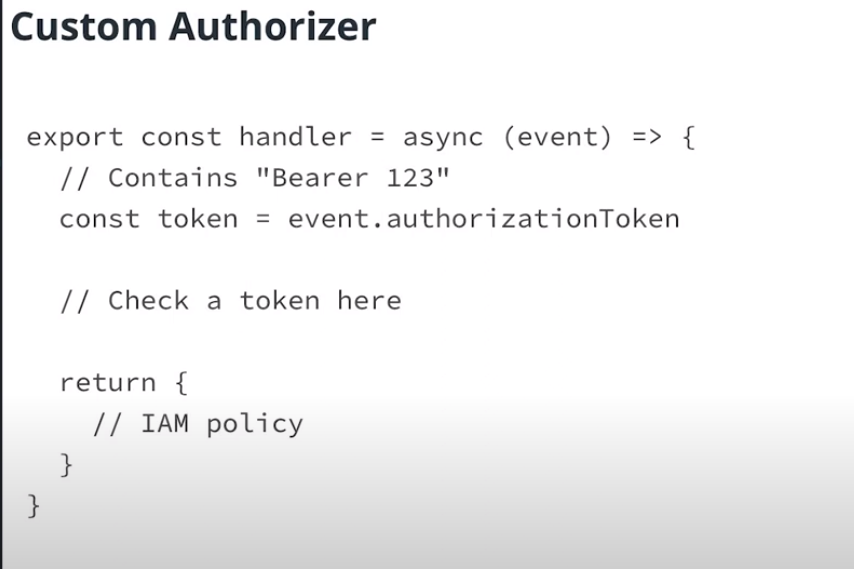 Custom Authorizer
export const handler = async (event) => {
// Contains "Bearer 123"
const token = event.authorizationToken
// Check a token here
return {
// IAM policy
}
}